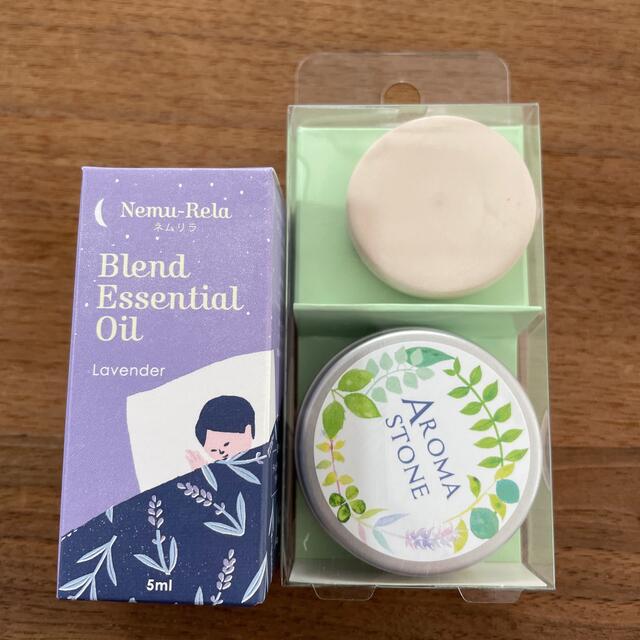 Nemu-Rela
ネムリラ
Blend
Essential
Oil
Lavender
5ml
AROMA
STONE